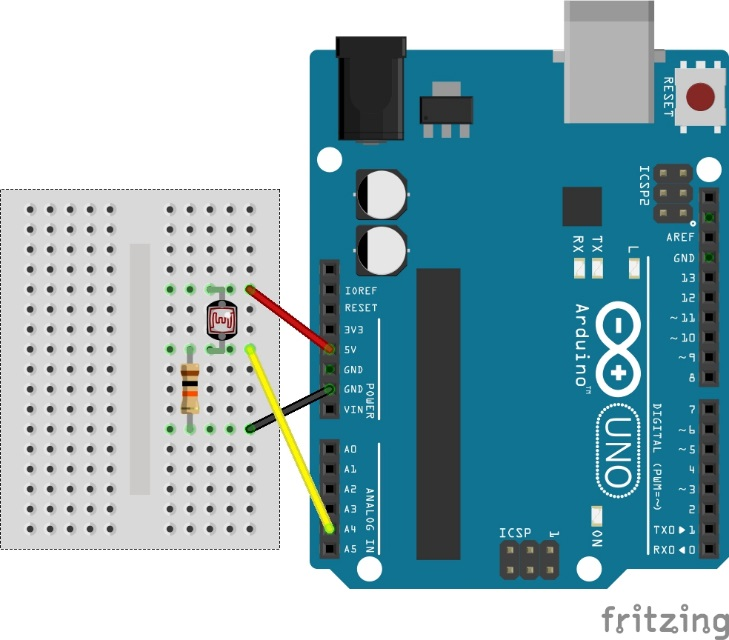 RESET
ICSP2
IOREF
RESET
3V3
5V
GND
GND
VIN
POWER
A0
A1
A2
A3
A4
A5
ANALOG IN
RX
TX
L
Arduino™
UNO
ON
ICSP
1
AREF
GND
13
12
~11
~10
~9
8
7
~6
~5
4
~3
2
TX0▶1
RX0◀0
DIGITAL (PWM=~)
fritzing